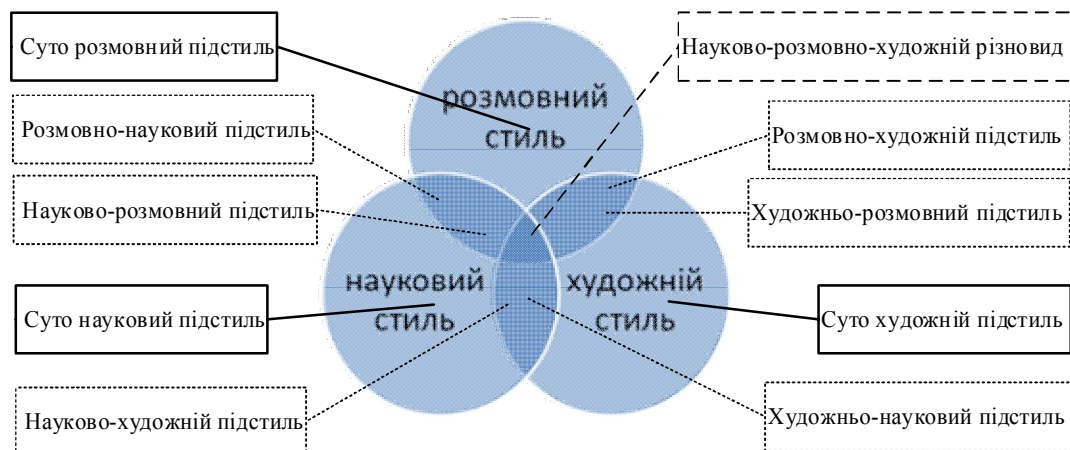 Суто розмовний підстиль
Науково-розмовно-художній різновид
розмовний
стиль
Розмовно-науковий підстиль
Розмовно-художній підстиль
Науково-розмовний підстиль
Художньо-розмовний підстиль
науковий
стиль
художній
стиль
Суто науковий підстиль
Суто художній підстиль
Науково-художній підстиль
Художньо-науковий підстиль